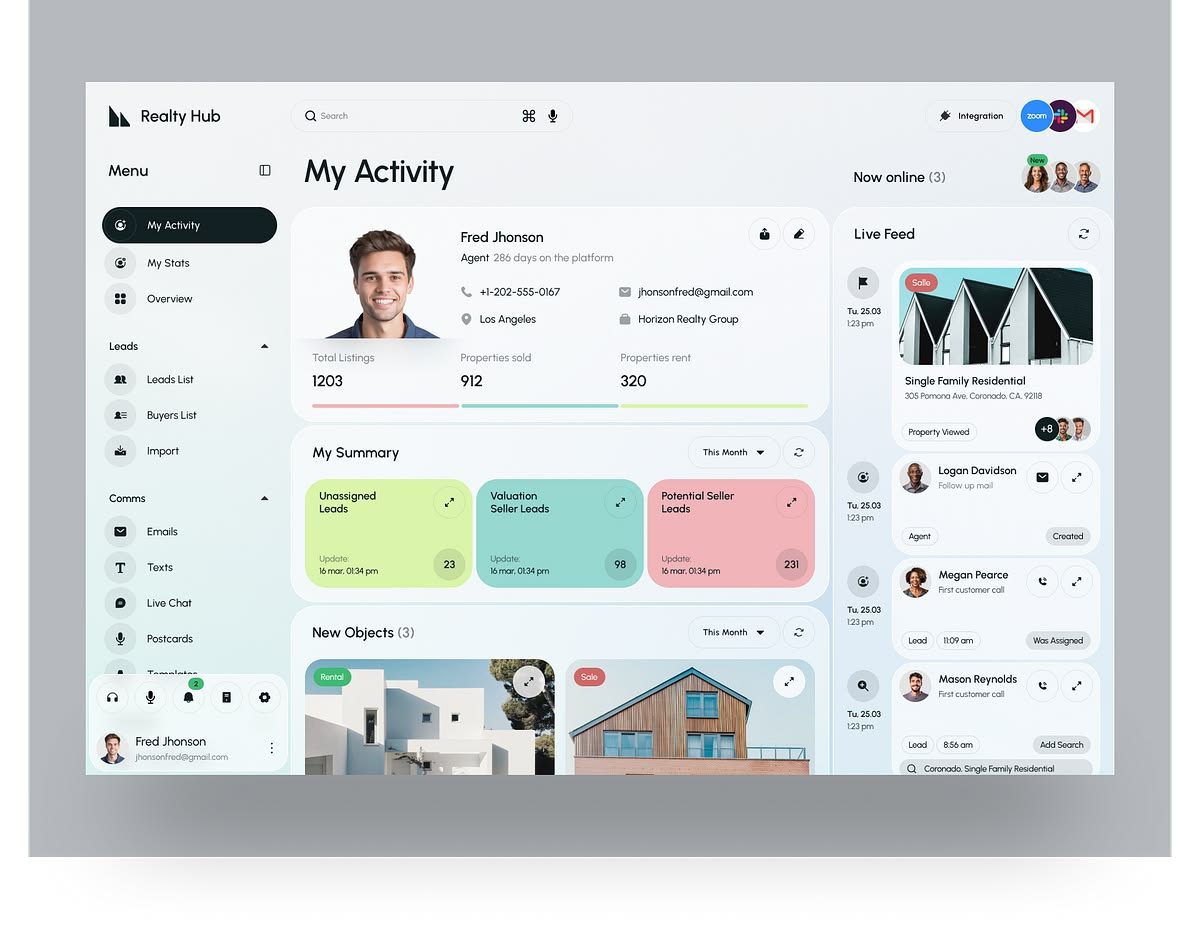 Realty Hub
Search
Integration
zoom
Menu
My Activity
My Stats
Overview
Leads
Leads List
Buyers List
Import
Comms
Emails
Texts
Live Chat
Postcards
Templates
2
Fred Jhonson
jhonsonfred@gmail.com
My Activity
Fred Jhonson
Agent 286 days on the platform
+1-202-555-0167
jhonsonfred@gmail.com
Los Angeles
Horizon Realty Group
Total Listings
1203
Properties sold
912
Properties rent
320
My Summary
This Month
Unassigned
Leads
Update:
16 mar, 01:34 pm
23
Valuation
Seller Leads
Update:
16 mar, 01:34 pm
98
Potential Seller
Leads
Update:
16 mar, 01:34 pm
231
New Objects (3)
This Month
Rental
Sale
Now online (3)
New
Live Feed
Tu, 25.03
1:23 pm
Salle
Single Family Residential
305 Pomona Ave, Coronado, CA, 92118
Property Viewed
+8
Tu, 25.03
1:23 pm
Logan Davidson
Follow up mail
Agent
Created
Tu, 25.03
1:23 pm
Megan Pearce
First customer call
Lead
11:09 am
Was Assigned
Tu, 25.03
1:23 pm
Mason Reynolds
First customer call
Lead
8:56 am
Add Search
Coronado, Single Family Residential